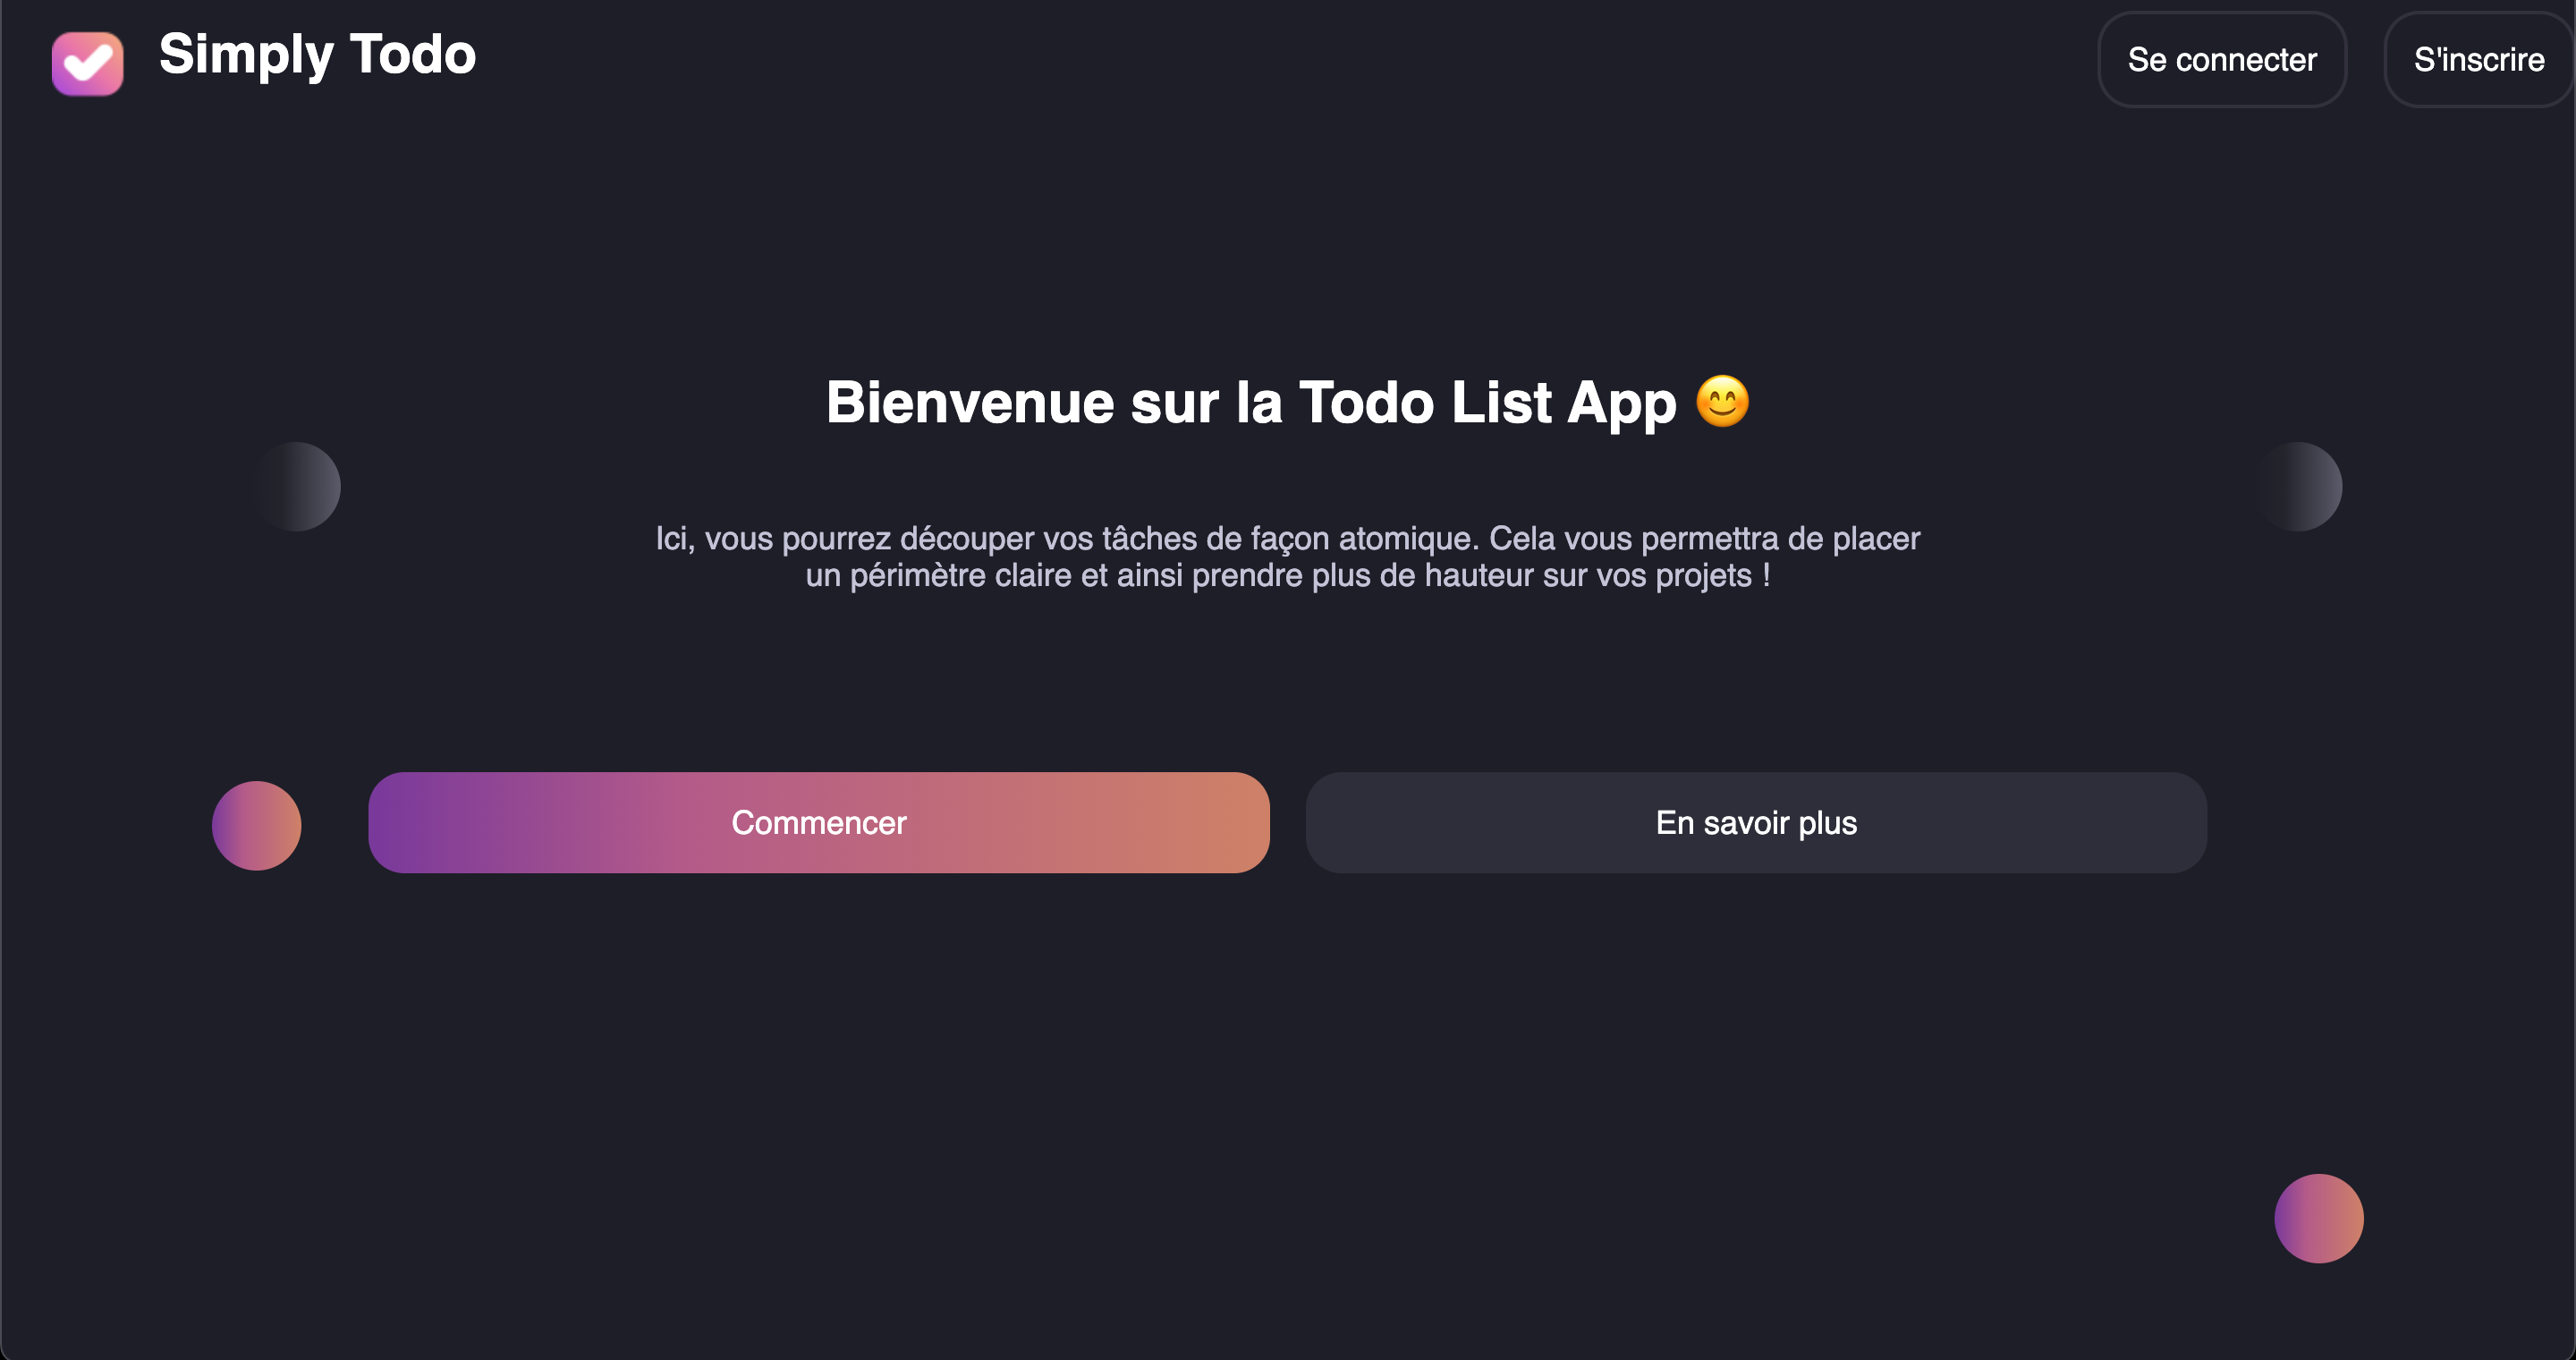 Simply Todo
Se connecter
S'inscrire
Bienvenue sur la Todo List App 😊
Ici, vous pourrez découper vos tâches de façon atomique. Cela vous permettra de placer
un périmètre claire et ainsi prendre plus de hauteur sur vos projets !
Commencer
En savoir plus